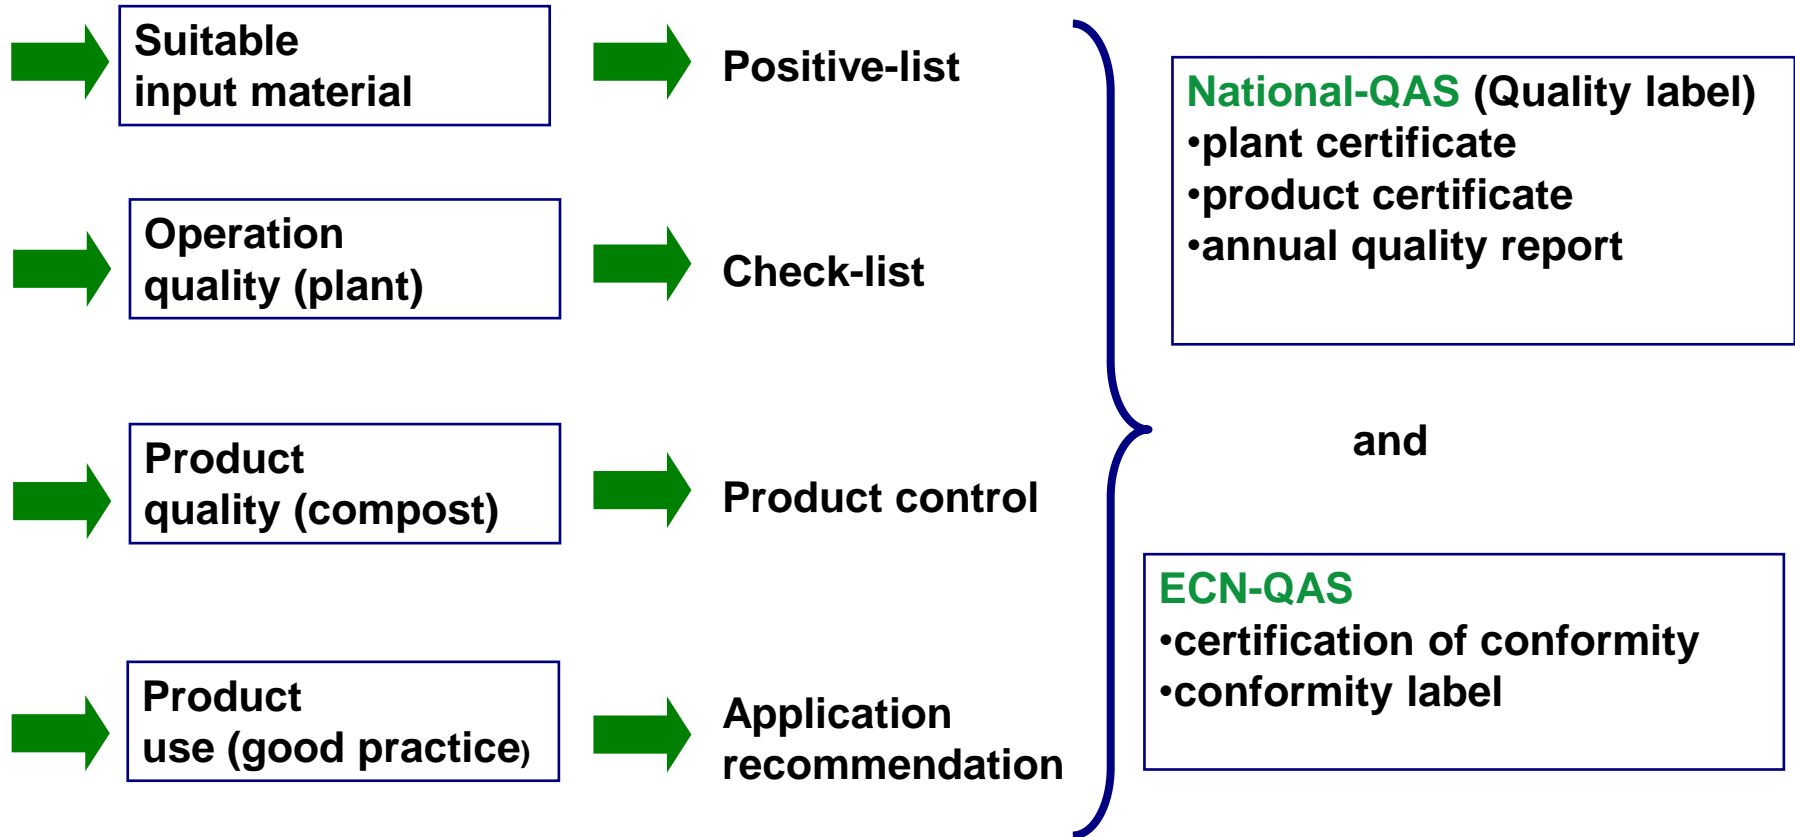 Suitable
input material
Positive-list
Operation
quality (plant)
Check-list
Product
quality (compost)
Product control
Product
use (good practice)
Application
recommendation
National-QAS (Quality label)
•plant certificate
•product certificate
•annual quality report
and
ECN-QAS
•certification of conformity
•conformity label